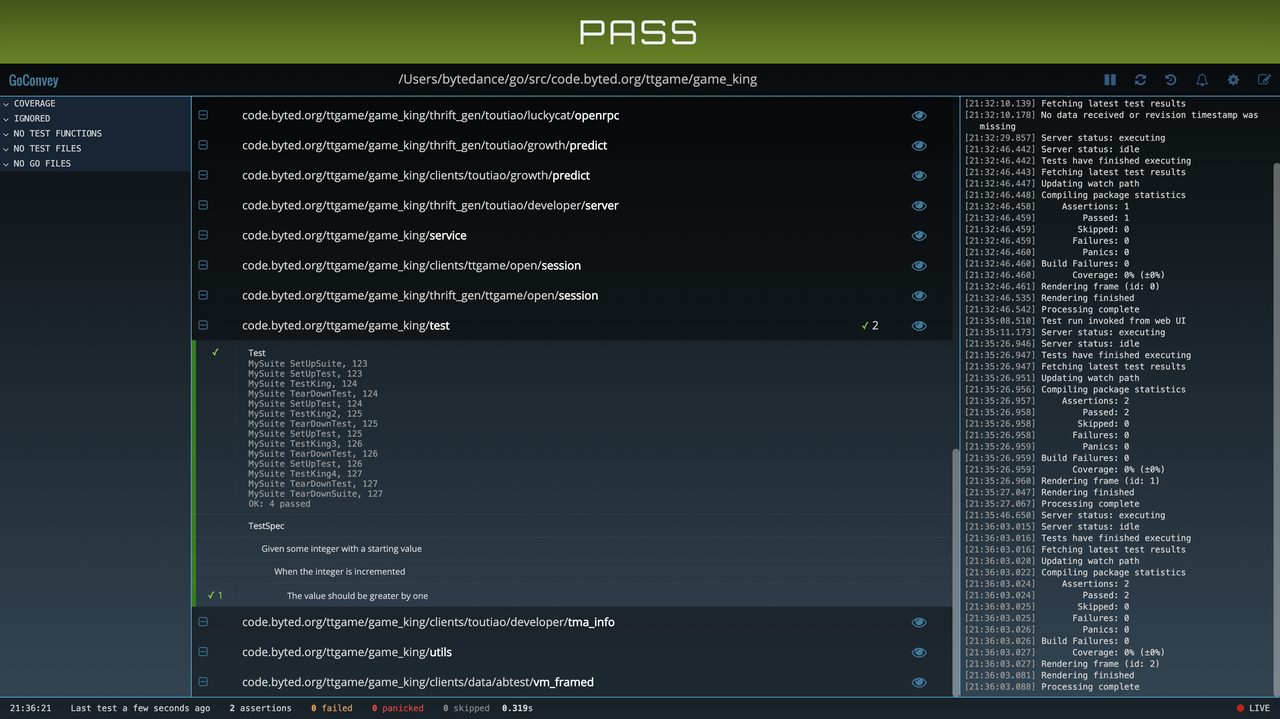 PASS
GoConvey
/Users/bytedance/go/src/code.byted.org/ttgame/game_king
COVERAGE
IGNORED
NO TEST FUNCTIONS
NO TEST FILES
NO GO FILES
code.byted.org/ttgame/game_king/thrift_gen/toutiao/luckycat/openrpc
code.byted.org/ttgame/game_king/thrift_gen/toutiao/growth/predict
code.byted.org/ttgame/game_king/clients/toutiao/growth/predict
code.byted.org/ttgame/game_king/thrift_gen/toutiao/developer/server
code.byted.org/ttgame/game_king/service
code.byted.org/ttgame/game_king/clients/ttgame/open/session
code.byted.org/ttgame/game_king/thrift_gen/ttgame/open/session
code.byted.org/ttgame/game_king/test ✓ 2
✓ Test
MySuite SetUpSuite, 123
MySuite SetUpTest, 123
MySuite TestKing, 124
MySuite TearDownTest, 124
MySuite SetUpTest, 124
MySuite TestKing2, 125
MySuite TearDownTest, 125
MySuite SetUpTest, 125
MySuite TestKing3, 126
MySuite TearDownTest, 126
MySuite SetUpTest, 126
MySuite TestKing4, 127
MySuite TearDownTest, 127
MySuite TearDownSuite, 127
OK: 4 passed
TestSpec
Given some integer with a starting value
When the integer is incremented
✓ 1 The value should be greater by one
code.byted.org/ttgame/game_king/clients/toutiao/developer/tma_info
code.byted.org/ttgame/game_king/utils
code.byted.org/ttgame/game_king/clients/data/abtest/vm_framed
[21:32:10.139] Fetching latest test results
[21:32:10.178] No data received or revision timestamp was
missing
[21:32:29.857] Server status: executing
[21:32:46.442] Server status: idle
[21:32:46.442] Tests have finished executing
[21:32:46.443] Fetching latest test results
[21:32:46.447] Updating watch path
[21:32:46.448] Compiling package statistics
[21:32:46.458] Assertions: 1
[21:32:46.459] Passed: 1
[21:32:46.459] Skipped: 0
[21:32:46.459] Failures: 0
[21:32:46.460] Panics: 0
[21:32:46.460] Build Failures: 0
[21:32:46.460] Coverage: 0% (±0%)
[21:32:46.461] Rendering frame (id: 0)
[21:32:46.535] Rendering finished
[21:32:46.542] Processing complete
[21:35:08.510] Test run invoked from web UI
[21:35:11.173] Server status: executing
[21:35:26.946] Server status: idle
[21:35:26.947] Tests have finished executing
[21:35:26.947] Fetching latest test results
[21:35:26.951] Updating watch path
[21:35:26.956] Compiling package statistics
[21:35:26.957] Assertions: 2
[21:35:26.958] Passed: 2
[21:35:26.958] Skipped: 0
[21:35:26.958] Failures: 0
[21:35:26.959] Panics: 0
[21:35:26.959] Build Failures: 0
[21:35:26.959] Coverage: 0% (±0%)
[21:35:26.960] Rendering frame (id: 1)
[21:35:27.047] Rendering finished
[21:35:27.067] Processing complete
[21:35:46.650] Server status: executing
[21:36:03.015] Server status: idle
[21:36:03.016] Tests have finished executing
[21:36:03.016] Fetching latest test results
[21:36:03.020] Updating watch path
[21:36:03.022] Compiling package statistics
[21:36:03.024] Assertions: 2
[21:36:03.024] Passed: 2
[21:36:03.025] Skipped: 0
[21:36:03.025] Failures: 0
[21:36:03.026] Panics: 0
[21:36:03.026] Build Failures: 0
[21:36:03.027] Coverage: 0% (±0%)
[21:36:03.027] Rendering frame (id: 2)
[21:36:03.081] Rendering finished
[21:36:03.088] Processing complete
21:36:21 Last test a few seconds ago 2 assertions 0 failed 0 panicked 0 skipped 0.319s LIVE